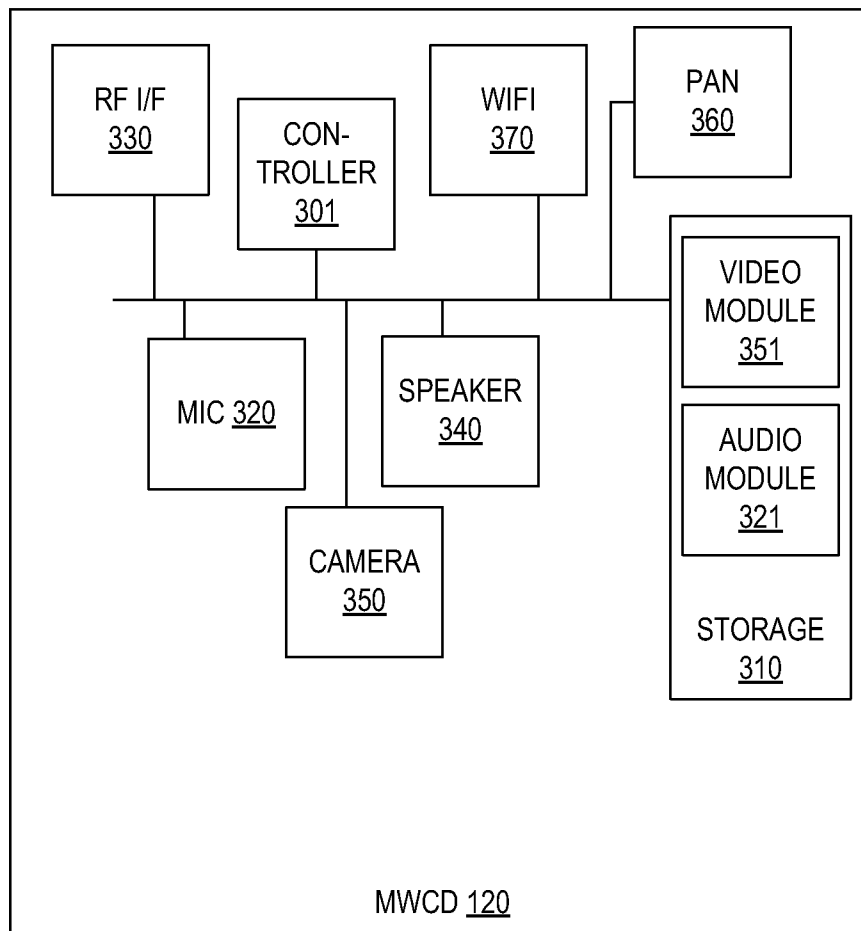 RF I/F
330
CON-
TROLLER
301
WIFI
370
PAN
360
VIDEO
MODULE
351
MIC 320
SPEAKER
340
AUDIO
MODULE
321
CAMERA
350
STORAGE
310
MWCD 120